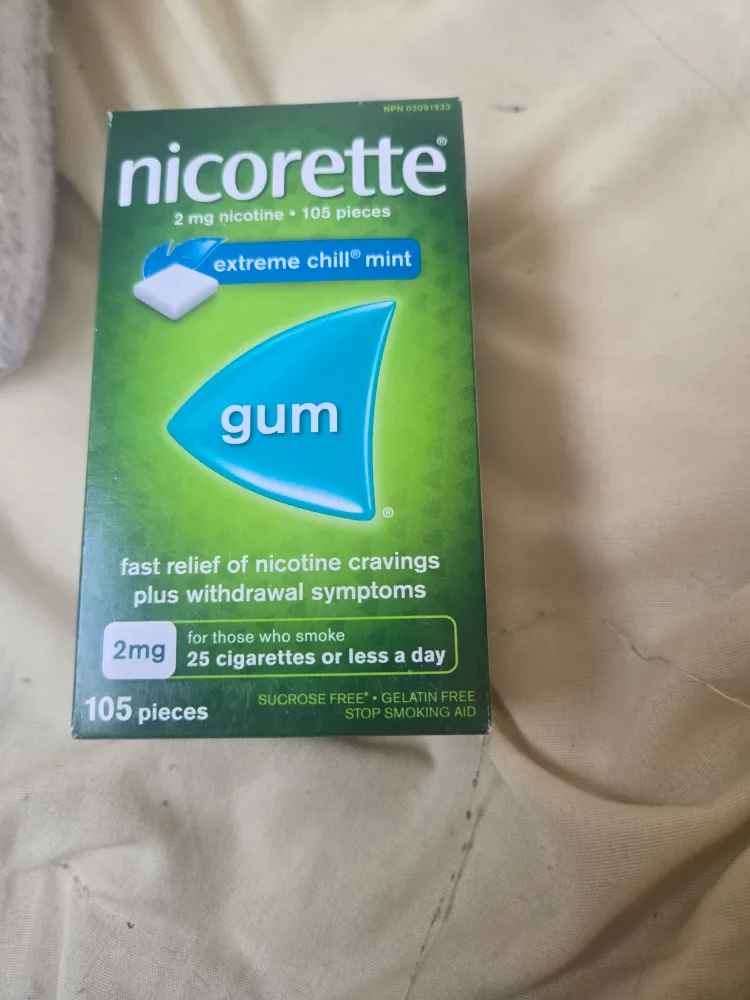 NPN 02091933
nicorette®
2 mg nicotine • 105 pieces
extreme chill® mint
gum
®
fast relief of nicotine cravings
plus withdrawal symptoms
2mg
for those who smoke
25 cigarettes or less a day
105 pieces
SUCROSE FREE* • GELATIN FREE
STOP SMOKING AID